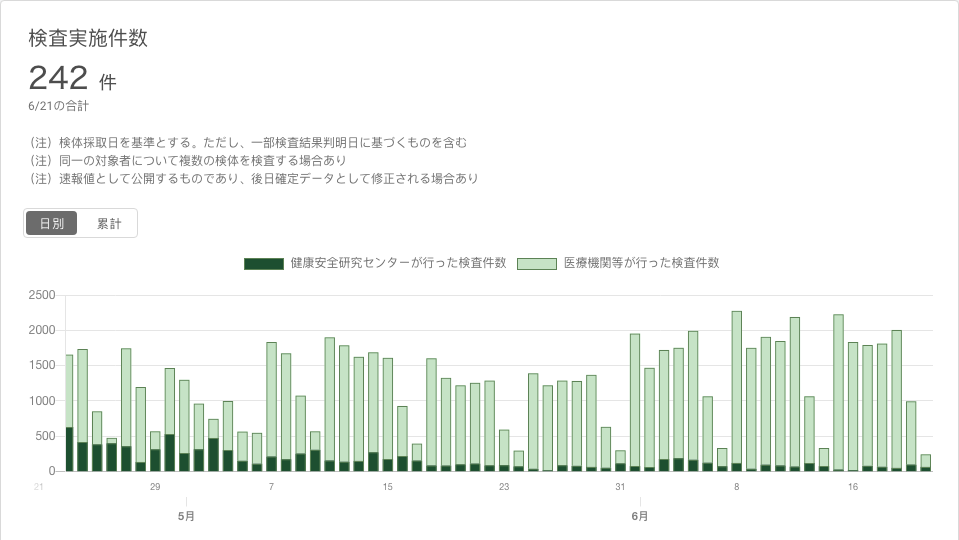 検査実施件数
242 件
6/21の合計
（注）検体採取日を基準とする。ただし、一部検査結果判明日に基づくものを含む
（注）同一の対象者について複数の検体を検査する場合あり
（注）速報値として公開するものであり、後日確定データとして修正される場合あり
日別 累計
健康安全研究センターが行った検査件数 医療機関等が行った検査件数
2500
2000
1500
1000
500
0
21 29 7 15 23 31 8 16
5月 6月